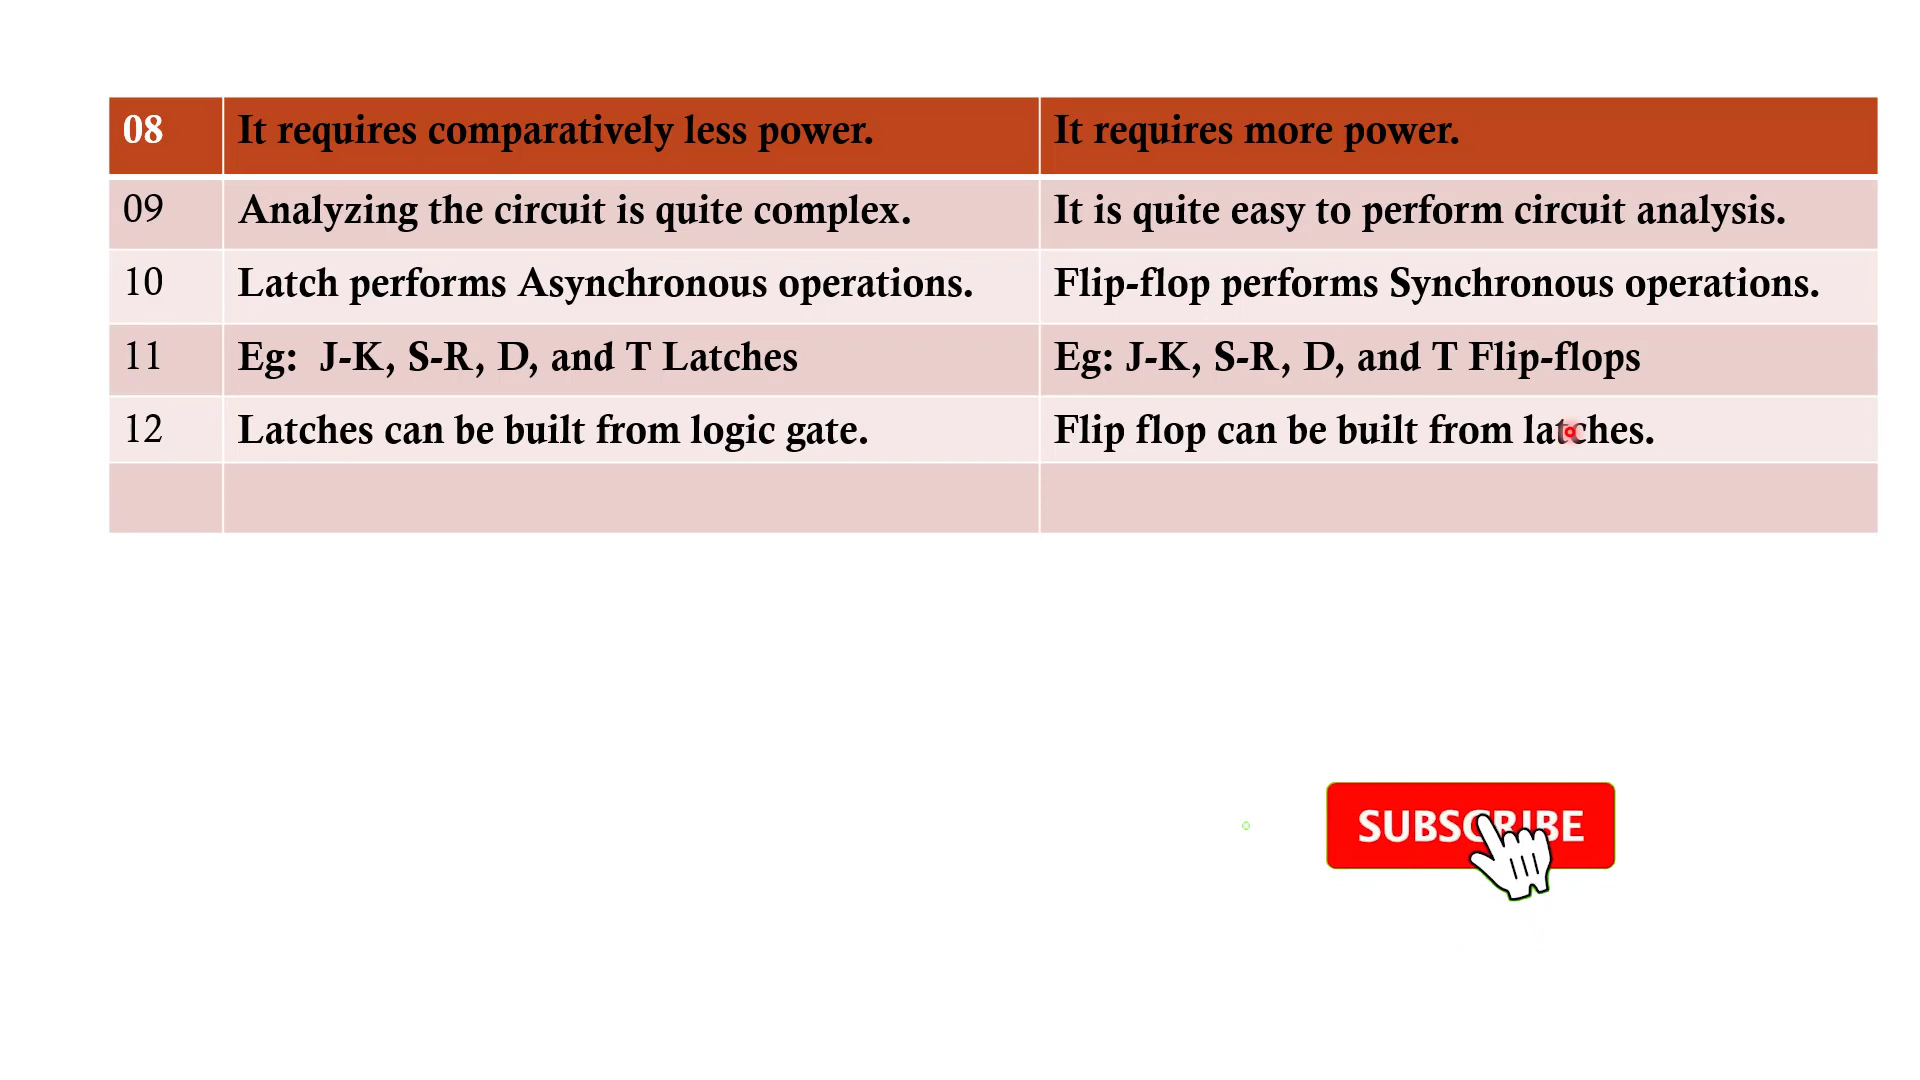 08 It requires comparatively less power. It requires more power.
09 Analyzing the circuit is quite complex. It is quite easy to perform circuit analysis.
10 Latch performs Asynchronous operations. Flip-flop performs Synchronous operations.
11 Eg: J-K, S-R, D, and T Latches Eg: J-K, S-R, D, and T Flip-flops
12 Latches can be built from logic gate. Flip flop can be built from latches.
SUBSCRIBE